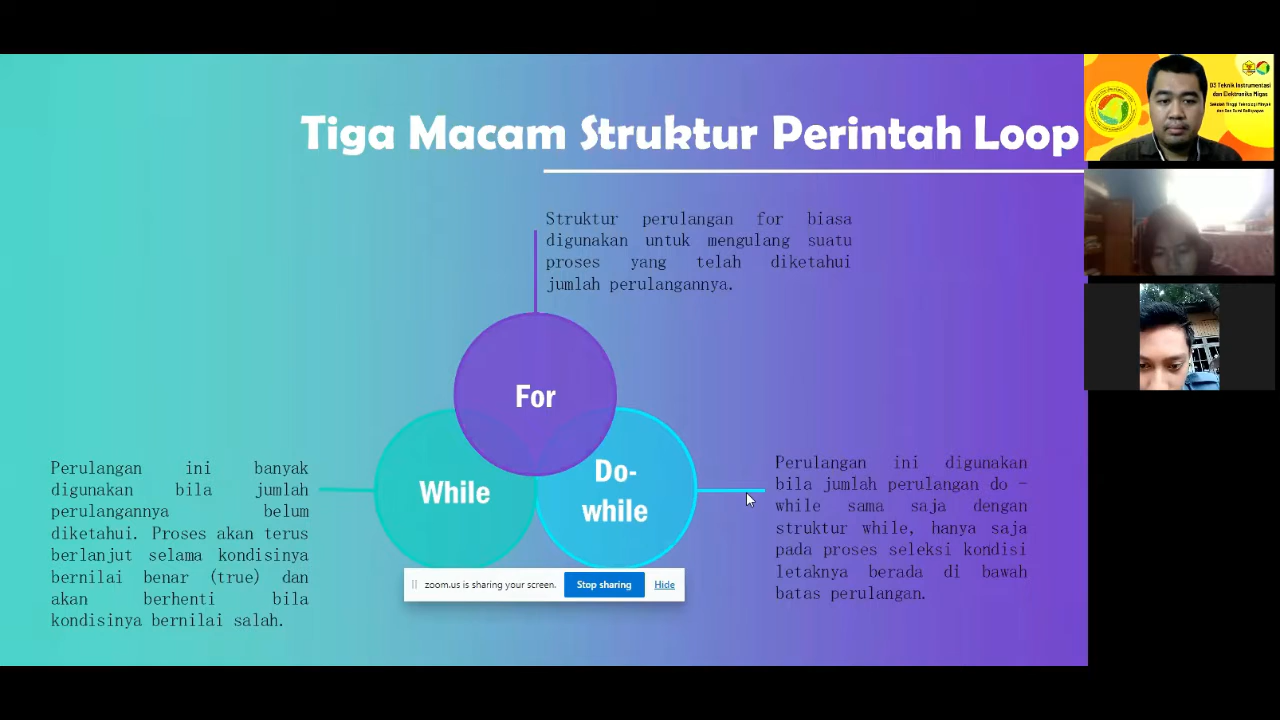 Tiga Macam Struktur Perintah Loop
Struktur perulangan for biasa
digunakan untuk mengulang suatu
proses yang telah diketahui
jumlah perulangannya.
For
While
Do-
while
Perulangan ini banyak
digunakan bila jumlah
perulangannya belum
diketahui. Proses akan terus
berlanjut selama kondisinya
bernilai benar (true) dan
akan berhenti bila
kondisinya bernilai salah.
Perulangan ini digunakan
bila jumlah perulangan do –
while sama saja dengan
struktur while, hanya saja
pada proses seleksi kondisi
letaknya berada di bawah
batas perulangan.
zoom.us is sharing your screen. Stop sharing Hide
D3 Teknik Instrumentasi
dan Elektronika Migas